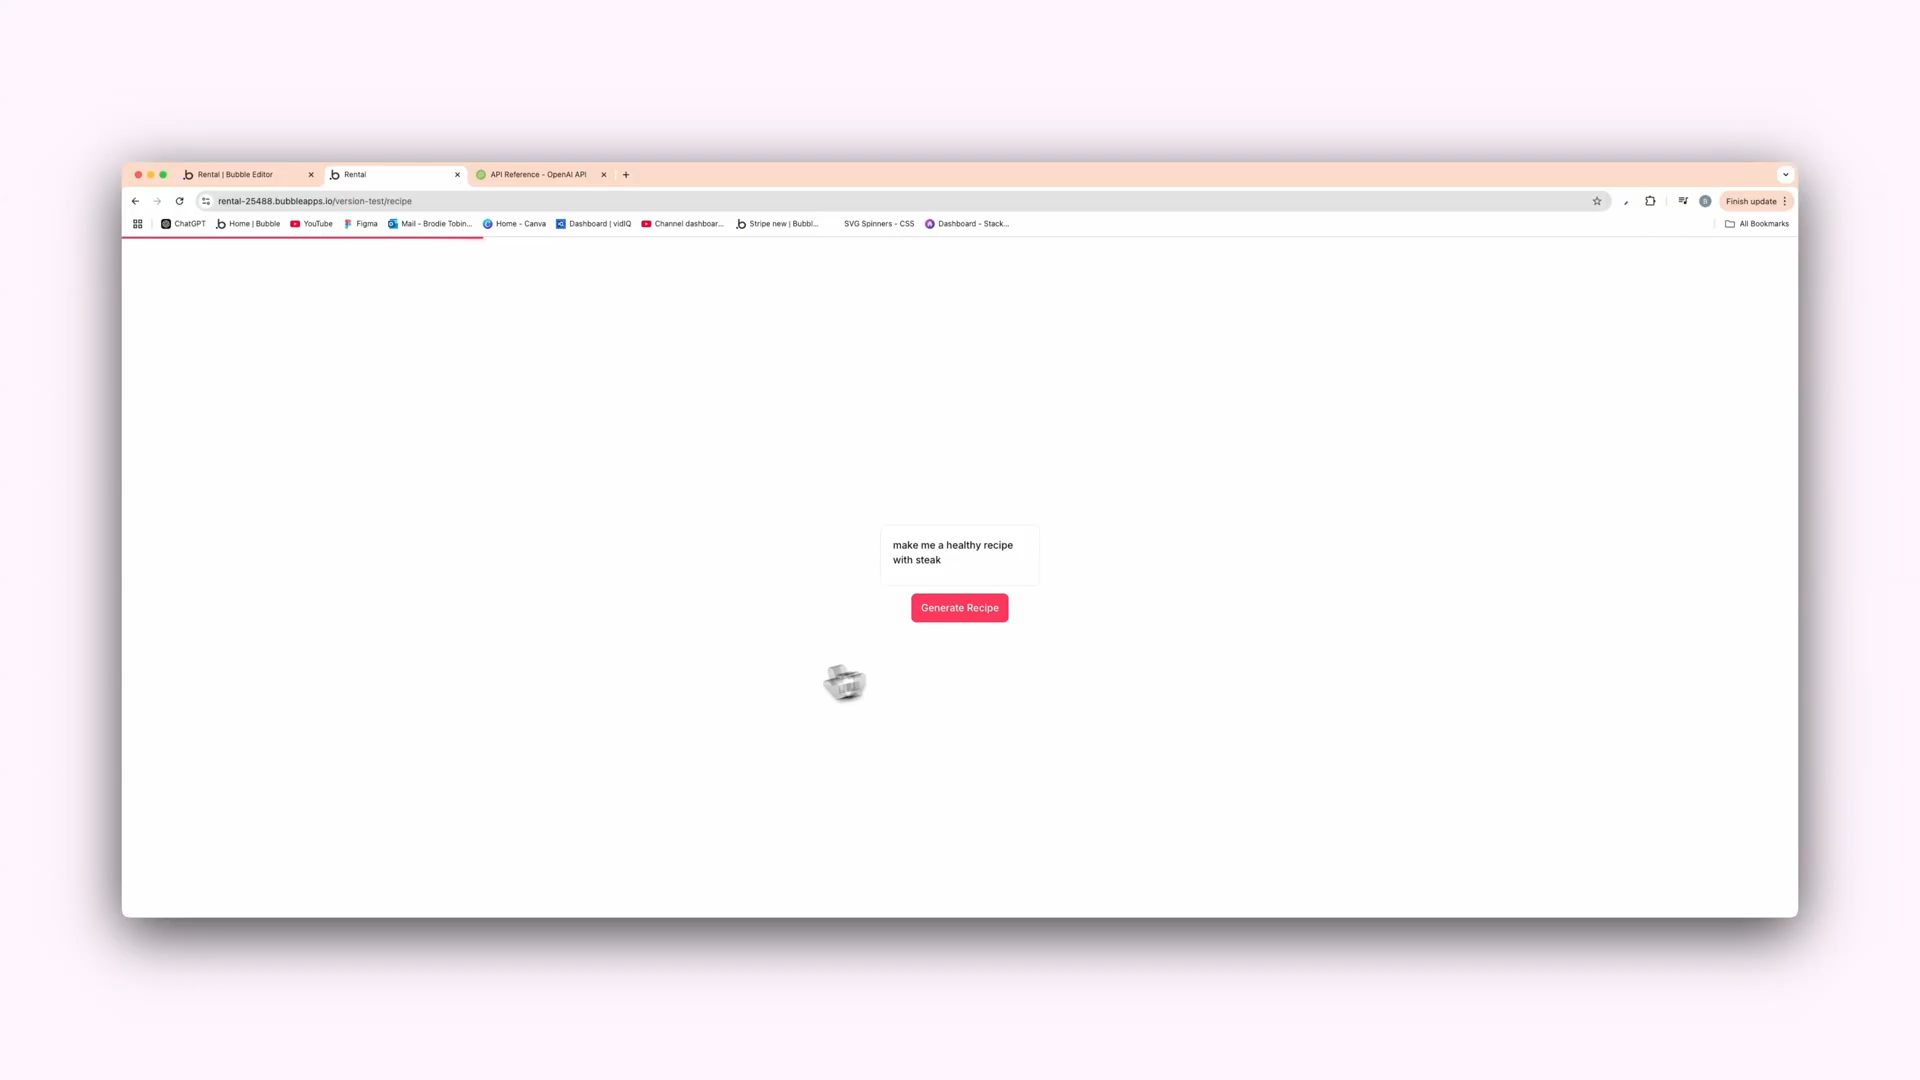 Rental | Bubble Editor
Rental
API Reference - OpenAI API
rental-25488.bubbleapps.io/version-test/recipe
B
Finish update
ChatGPT
Home | Bubble
YouTube
Figma
Mail - Brodie Tobin...
Home - Canva
Dashboard | vidIQ
Channel dashboar...
Stripe new | Bubbl...
SVG Spinners - CSS
Dashboard - Stack...
All Bookmarks
make me a healthy recipe
with steak
Generate Recipe